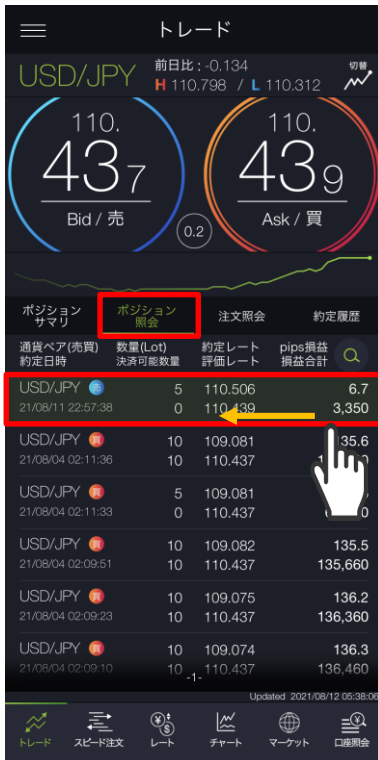 トレード
USD/JPY 前日比:-0.134 切替
H 110.798 / L 110.312
110. 110.
437 439
Bid / 売 0.2 Ask / 買
ポジションサマリ ポジション照会 注文照会 約定履歴
通貨ペア(売買) 数量(Lot) 約定レート pips損益
約定日時 決済可能数量 評価レート 損益合計
USD/JPY 売 5 110.506 6.7
21/08/11 22:57:38 0 110.439 3,350
USD/JPY 買 10 109.081 135.6
21/08/04 02:11:36 10 110.437
USD/JPY 買 5 109.081
21/08/04 02:11:33 0 110.437
USD/JPY 買 10 109.082 135.5
21/08/04 02:09:51 10 110.437 135,660
USD/JPY 買 10 109.075 136.2
21/08/04 02:09:23 10 110.437 136,360
USD/JPY 買 10 109.074 136.3
21/08/04 02:09:10 10 110.437 136,460
-1-
Updated 2021/08/12 05:38:06
トレード スピード注文 レート チャート マーケット 口座照会